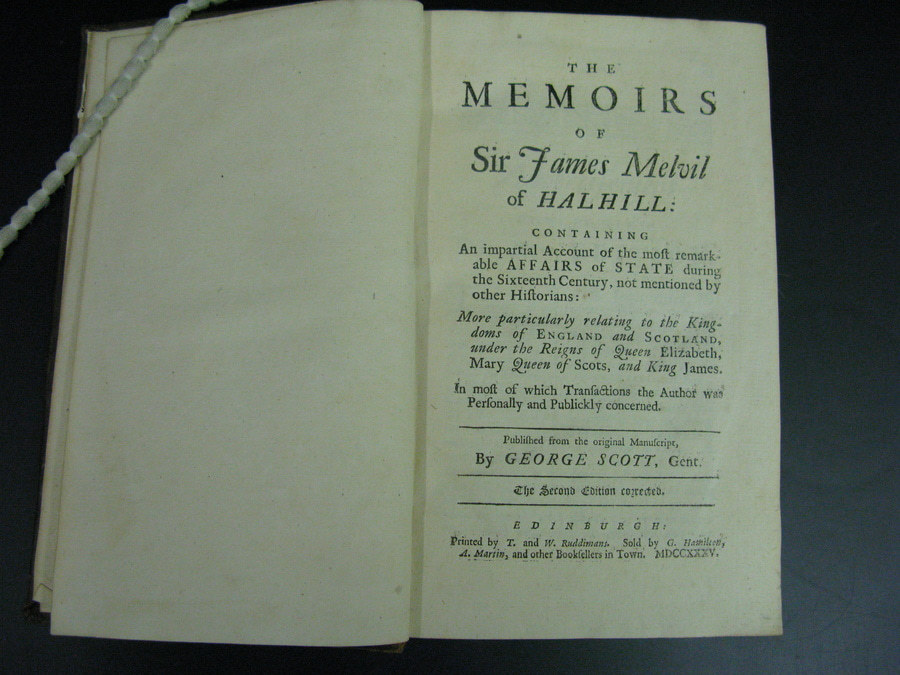 THE
MEMOIRS
OF
Sir James Melvil
of HALHILL:
CONTAINING
An impartial Account of the moſt remark-
able AFFAIRS of STATE during
the Sixteenth Century, not mentioned by
other Hiſtorians:
More particularly relating to the King-
doms of ENGLAND and SCOTLAND,
under the Reigns of Queen Elizabeth,
Mary Queen of Scots, and King James.
In moſt of which Tranſactions the Author was
Perſonally and Publickly concerned.
Publiſhed from the original Manuſcript,
By GEORGE SCOTT, Gent.
The Second Edition corrected.
EDINBURGH:
Printed by T. and W. Ruddimans. Sold by G. Hamilton,
A. Martin, and other Bookſellers in Town. MDCCXXXV.